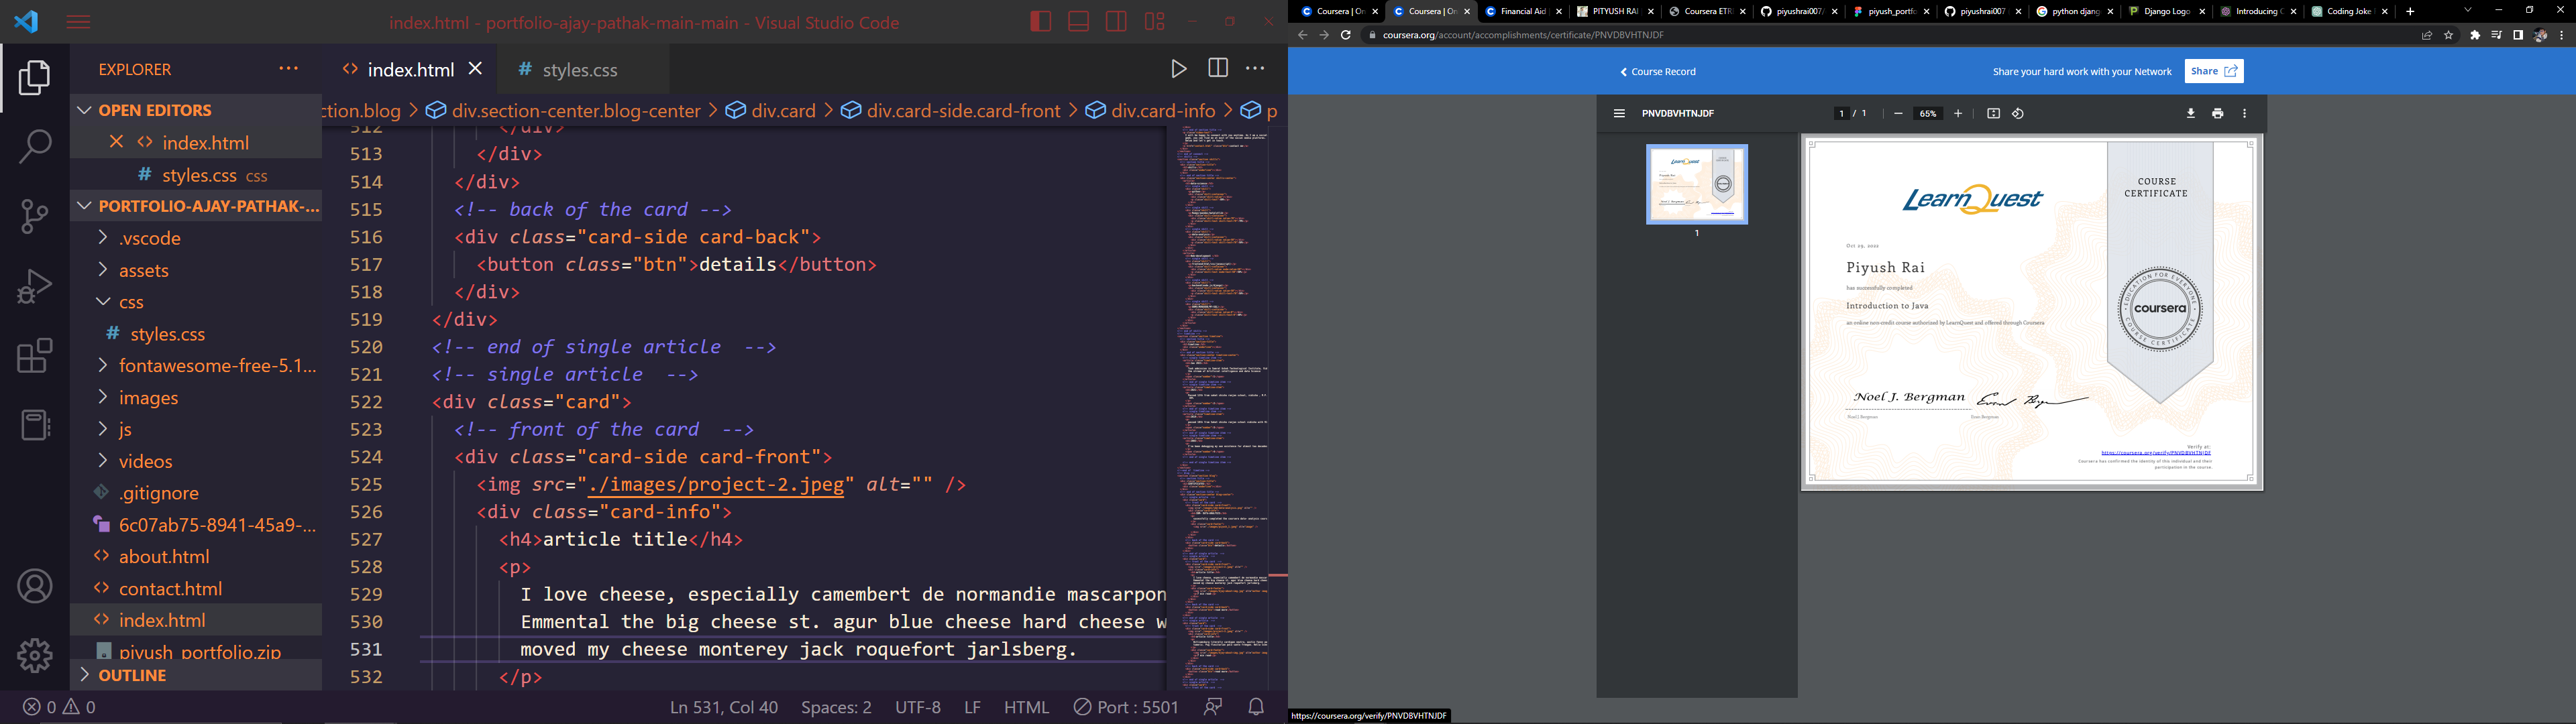 index.html - portfolio-ajay-pathak-main-main - Visual Studio Code
EXPLORER
OPEN EDITORS
index.html
styles.css css
PORTFOLIO-AJAY-PATHAK-...
.vscode
assets
css
styles.css
fontawesome-free-5.1...
images
js
videos
.gitignore
6c07ab75-8941-45a9-...
about.html
contact.html
index.html
piyush_portfolio.zip
OUTLINE
index.html
styles.css
ction.blog > div.section-center.blog-center > div.card > div.card-side.card-front > div.card-info > p
512 </div>
513 </div>
514 </div>
515 <!-- back of the card -->
516 <div class="card-side card-back">
517 <button class="btn">details</button>
518 </div>
519 </div>
520 <!-- end of single article -->
521 <!-- single article -->
522 <div class="card">
523 <!-- front of the card -->
524 <div class="card-side card-front">
525 <img src="./images/project-2.jpeg" alt="" />
526 <div class="card-info">
527 <h4>article title</h4>
528 <p>
529 I love cheese, especially camembert de normandie mascarpon
530 Emmental the big cheese st. agur blue cheese hard cheese w
531 moved my cheese monterey jack roquefort jarlsberg.
532 </p>
0 0
Ln 531, Col 40 Spaces: 2 UTF-8 LF HTML Port : 5501
Coursera | On Coursera | On Financial Aid PITYUSH RAI Coursera ETR piyushrai007/ piyush_portfo piyushrai007 python djang Django Logo Introducing C Coding Joke
coursera.org/account/accomplishments/certificate/PNVDBVHTNJDF
Course Record
Share your hard work with your Network
Share
PNVDBVHTNJDF
1 / 1
65%
1
LearnQuest
COURSE
CERTIFICATE
Oct 29, 2022
Piyush Rai
has successfully completed
Introduction to Java
an online non-credit course authorized by LearnQuest and offered through Coursera
EDUCATION FOR EVERYONE
coursera
COURSE CERTIFICATE
Noel J. Bergman
Noel J Bergman
Evan Bergman
Verify at:
https://coursera.org/verify/PNVDBVHTNJDF
Coursera has confirmed the identity of this individual and their
participation in the course.
https://coursera.org/verify/PNVDBVHTNJDF